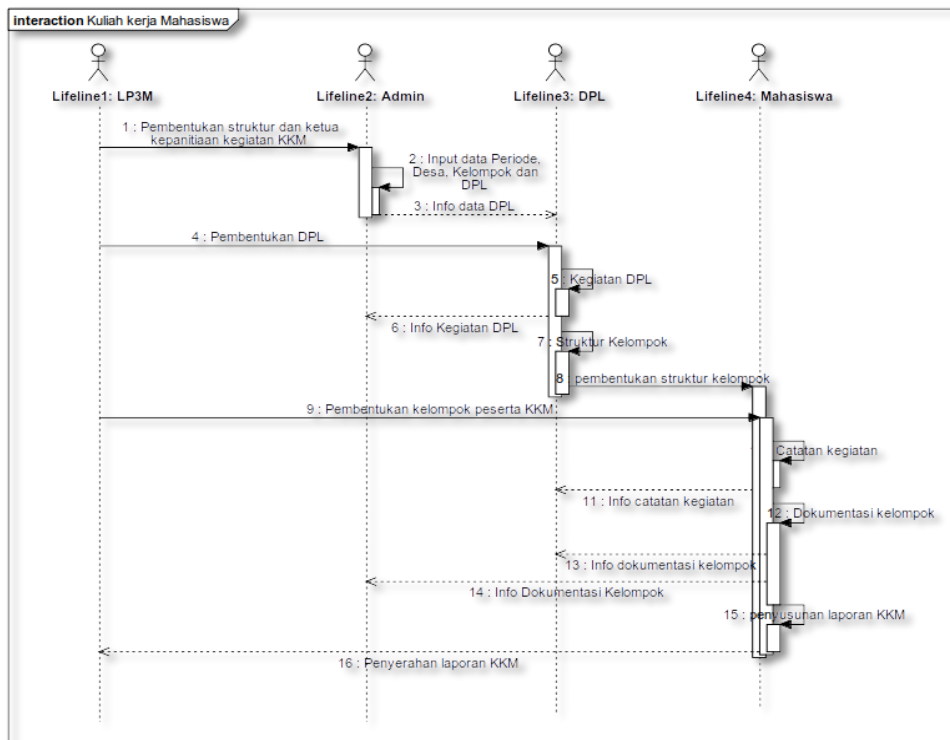 interaction Kuliah kerja Mahasiswa
Lifeline1: LP3M
Lifeline2: Admin
Lifeline3: DPL
Lifeline4: Mahasiswa
1 : Pembentukan struktur dan ketua
kepanitiaan kegiatan KKM
2 : Input data Periode,
Desa, Kelompok dan
DPL
3 : Info data DPL
4 : Pembentukan DPL
5 : Kegiatan DPL
6 : Info Kegiatan DPL
7 : Struktur Kelompok
8 : pembentukan struktur kelompok
9 : Pembentukan kelompok peserta KKM
Catatan kegiatan
11 : Info catatan kegiatan
12 : Dokumentasi kelompok
13 : Info dokumentasi kelompok
14 : Info Dokumentasi Kelompok
15 : penyusunan laporan KKM
16 : Penyerahan laporan KKM